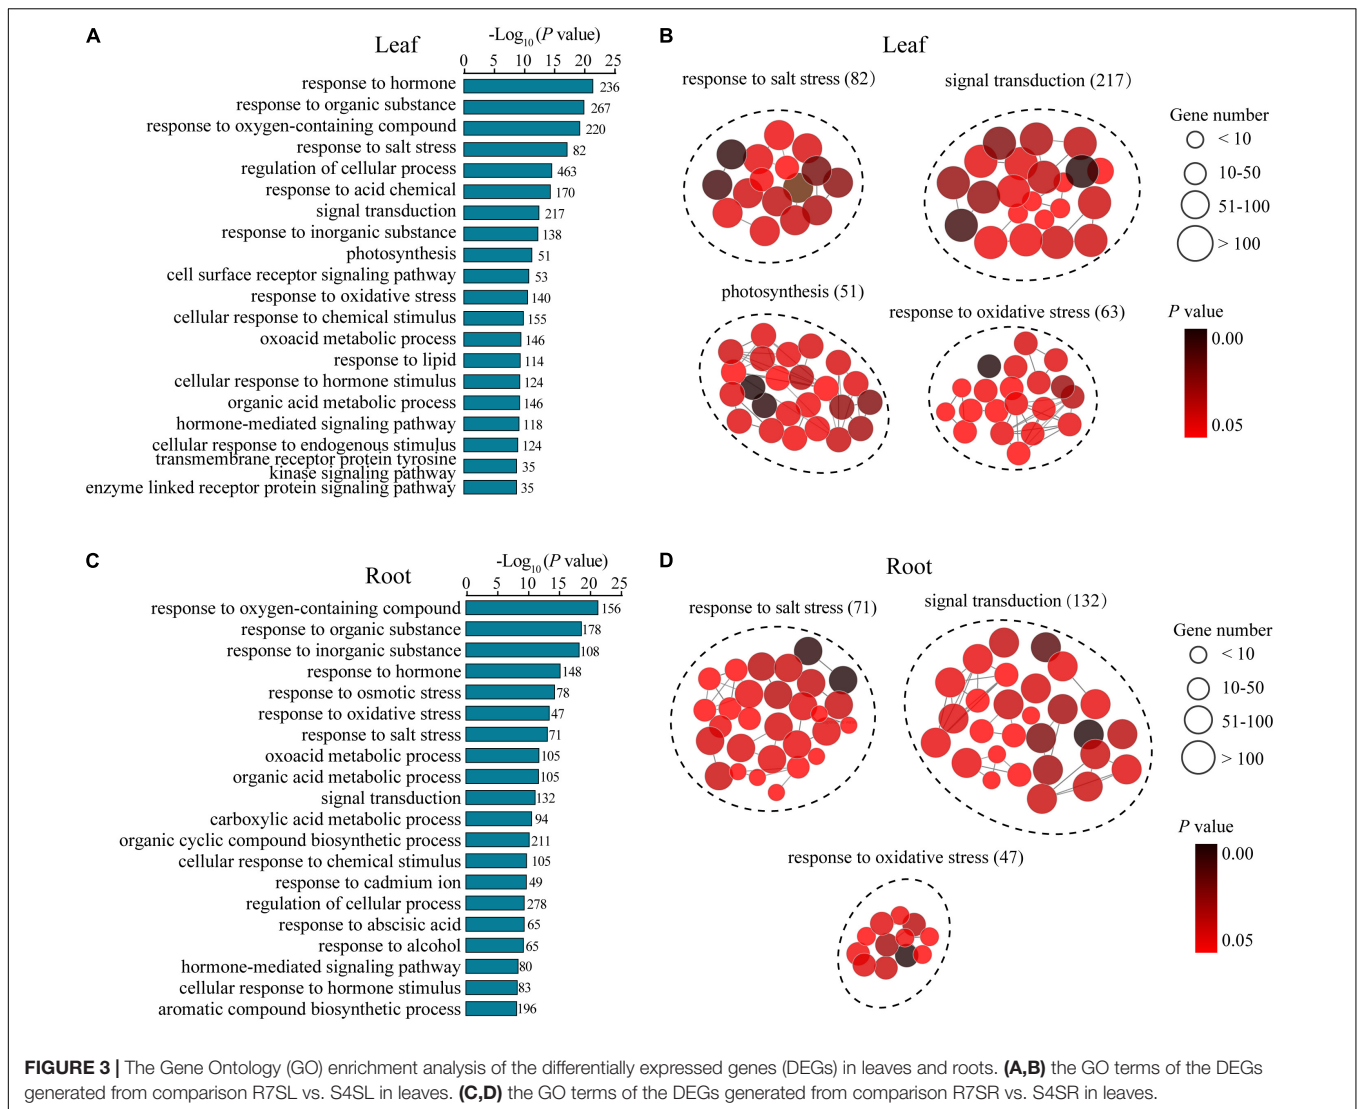 A
Leaf
-Log10 (P value)
0 5 10 15 20 25
response to hormone 236
response to organic substance 267
response to oxygen-containing compound 220
response to salt stress 82
regulation of cellular process 463
response to acid chemical 170
signal transduction 217
response to inorganic substance 138
photosynthesis 51
cell surface receptor signaling pathway 53
response to oxidative stress 140
cellular response to chemical stimulus 155
oxoacid metabolic process 146
response to lipid 114
cellular response to hormone stimulus 124
organic acid metabolic process 146
hormone-mediated signaling pathway 118
cellular response to endogenous stimulus 124
transmembrane receptor protein tyrosine
kinase signaling pathway 35
enzyme linked receptor protein signaling pathway 35
B
Leaf
response to salt stress (82)
signal transduction (217)
photosynthesis (51)
response to oxidative stress (63)
Gene number
< 10
10-50
51-100
> 100
P value
0.00
0.05
C
Root
-Log10 (P value)
0 5 10 15 20 25
response to oxygen-containing compound 156
response to organic substance 178
response to inorganic substance 108
response to hormone 148
response to osmotic stress 78
response to oxidative stress 47
response to salt stress 71
oxoacid metabolic process 105
organic acid metabolic process 105
signal transduction 132
carboxylic acid metabolic process 94
organic cyclic compound biosynthetic process 211
cellular response to chemical stimulus 105
response to cadmium ion 49
regulation of cellular process 278
response to abscisic acid 65
response to alcohol 65
hormone-mediated signaling pathway 80
cellular response to hormone stimulus 83
aromatic compound biosynthetic process 196
D
Root
response to salt stress (71)
signal transduction (132)
response to oxidative stress (47)
Gene number
< 10
10-50
51-100
> 100
P value
0.00
0.05
FIGURE 3 | The Gene Ontology (GO) enrichment analysis of the differentially expressed genes (DEGs) in leaves and roots. (A,B) the GO terms of the DEGs
generated from comparison R7SL vs. S4SL in leaves. (C,D) the GO terms of the DEGs generated from comparison R7SR vs. S4SR in leaves.